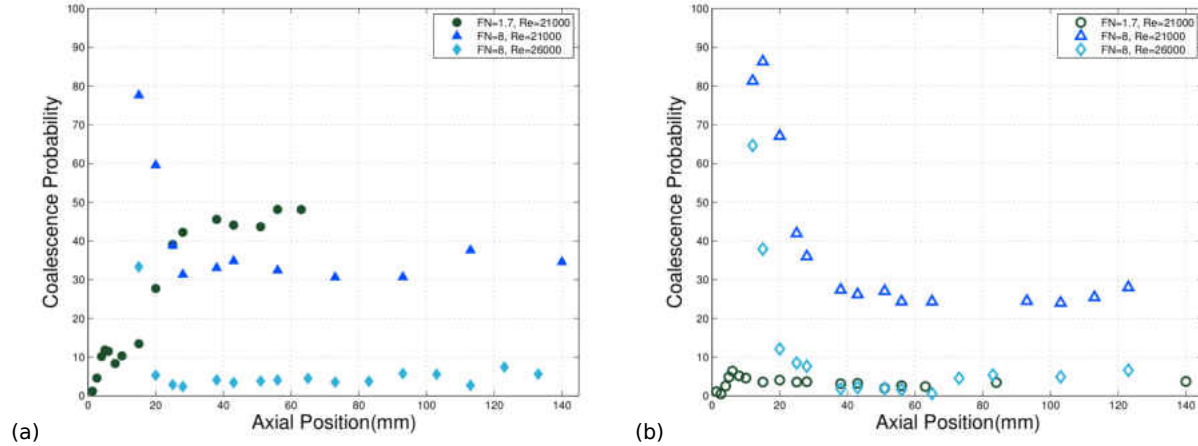 100
90
80
70
60
50
40
30
20
10
0
Coalescence Probability
FN=1.7, Re=21000
FN=8, Re=21000
FN=8, Re=26000
0 20 40 60 80 100 120 140
Axial Position(mm)
(a)
100
90
80
70
60
50
40
30
20
10
0
Coalescence Probability
FN=1.7, Re=21000
FN=8, Re=21000
FN=8, Re=26000
0 20 40 60 80 100 120 140
Axial Position(mm)
(b)